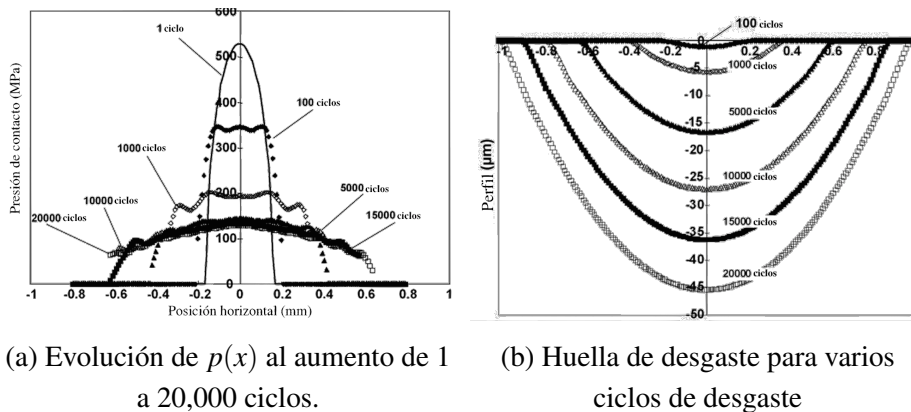 600
500
400
300
200
100
0
Presión de contacto (MPa)
1 ciclo
100 ciclos
1000 ciclos
5000 ciclos
10000 ciclos
15000 ciclos
20000 ciclos
-1 -0.8 -0.6 -0.4 -0.2 0 0.2 0.4 0.6 0.8 1
Posición horizontal (mm)
(a) Evolución de p(x) al aumento de 1
a 20,000 ciclos.
100 ciclos
0
-0.8 -0.6 -0.4 -0.2 0 0.2 0.4 0.6 0.8
1000 ciclos
-10
5000 ciclos
-15
-20
-25
10000 ciclos
-30
-35
15000 ciclos
-40
20000 ciclos
-45
-50
Perfil (μm)
(b) Huella de desgaste para varios
ciclos de desgaste